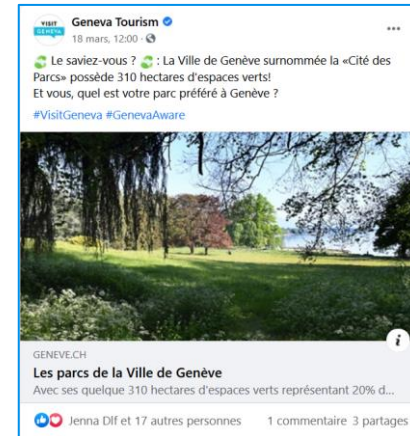 VISIT
GENEVA
Geneva Tourism
18 mars, 12:00 ·
Le saviez-vous ? : La Ville de Genève surnommée la «Cité des
Parcs» possède 310 hectares d'espaces verts!
Et vous, quel est votre parc préféré à Genève ?
#VisitGeneva #GenevaAware
GENEVE.CH
Les parcs de la Ville de Genève
Avec ses quelque 310 hectares d'espaces verts représentant 20% d...
Jenna Dlf et 17 autres personnes 1 commentaire 3 partages